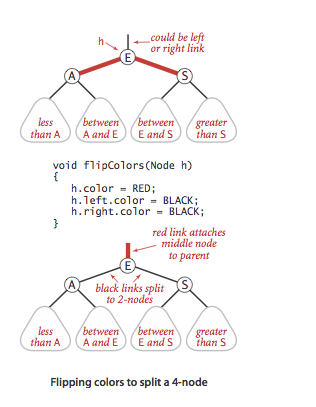 h
could be left
or right link
E
A
S
less
than A
between
A and E
between
E and S
greater
than S
void flipColors(Node h)
{
h.color = RED;
h.left.color = BLACK;
h.right.color = BLACK;
}
red link attaches
middle node
to parent
E
A
S
black links split
to 2-nodes
less
than A
between
A and E
between
E and S
greater
than S
Flipping colors to split a 4-node